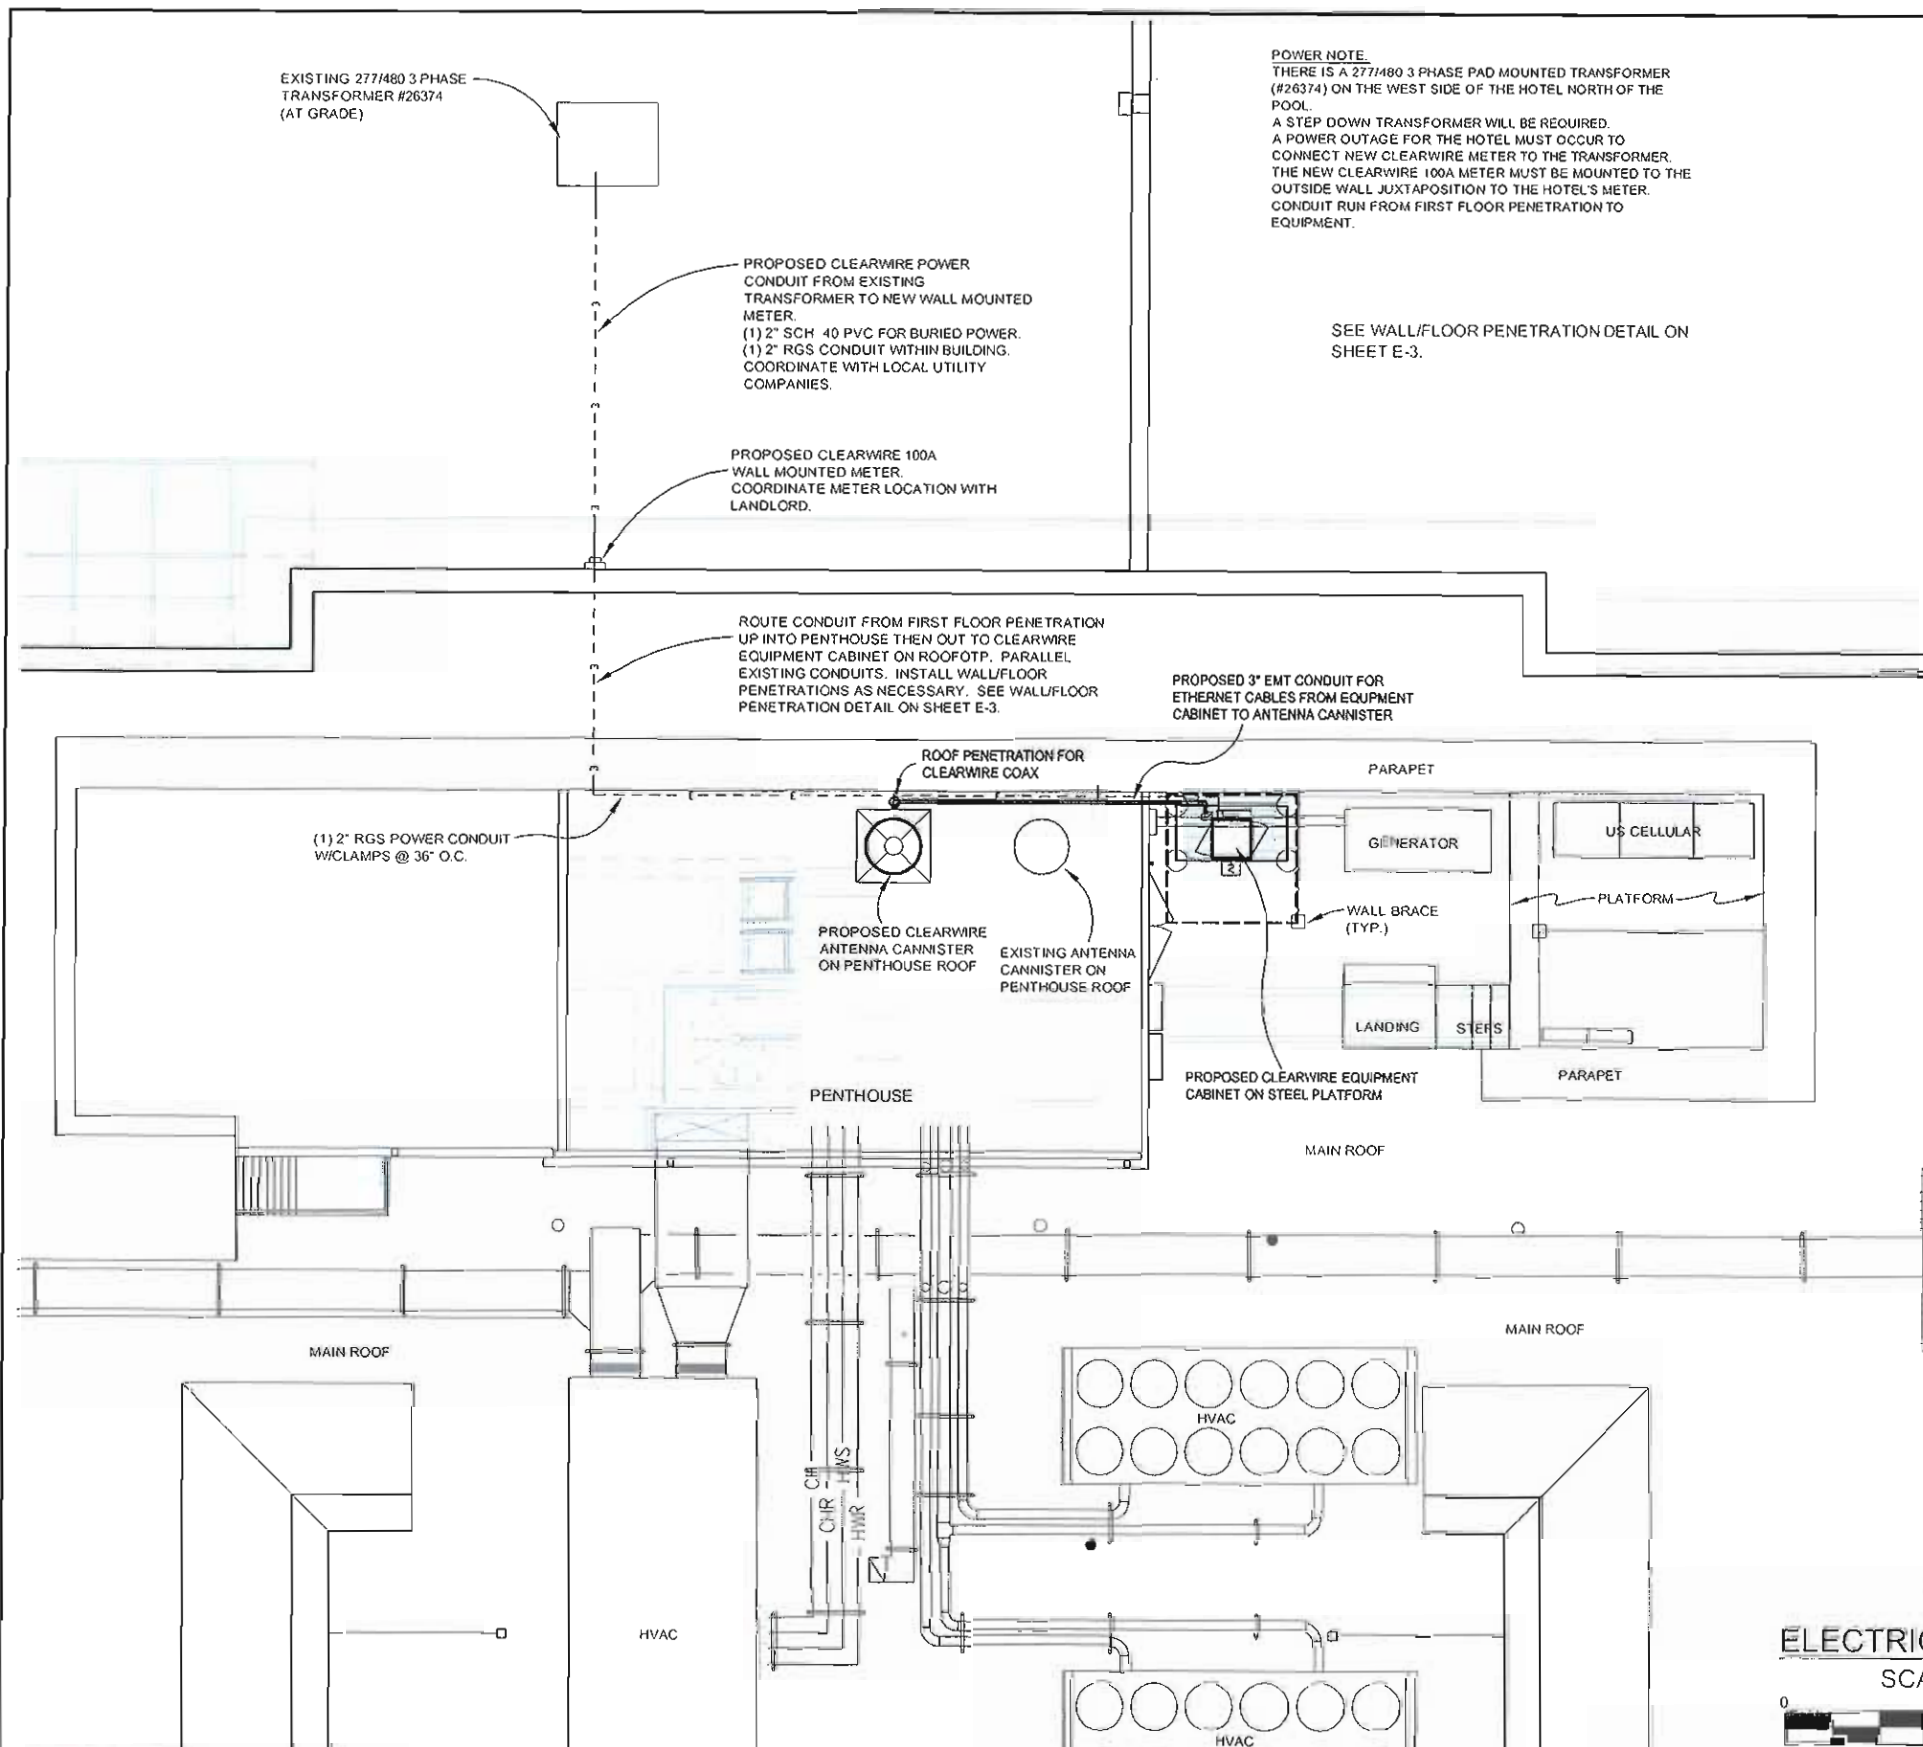 EXISTING 277/480 3 PHASE
TRANSFORMER #26374
(AT GRADE)
POWER NOTE.
THERE IS A 277/480 3 PHASE PAD MOUNTED TRANSFORMER
(#26374) ON THE WEST SIDE OF THE HOTEL NORTH OF THE
POOL.
A STEP DOWN TRANSFORMER WILL BE REQUIRED.
A POWER OUTAGE FOR THE HOTEL MUST OCCUR TO
CONNECT NEW CLEARWIRE METER TO THE TRANSFORMER.
THE NEW CLEARWIRE 100A METER MUST BE MOUNTED TO THE
OUTSIDE WALL JUXTAPOSITION TO THE HOTEL'S METER.
CONDUIT RUN FROM FIRST FLOOR PENETRATION TO
EQUIPMENT.
PROPOSED CLEARWIRE POWER
CONDUIT FROM EXISTING
TRANSFORMER TO NEW WALL MOUNTED
METER.
(1) 2" SCH 40 PVC FOR BURIED POWER.
(1) 2" RGS CONDUIT WITHIN BUILDING.
COORDINATE WITH LOCAL UTILITY
COMPANIES.
SEE WALL/FLOOR PENETRATION DETAIL ON
SHEET E-3.
PROPOSED CLEARWIRE 100A
WALL MOUNTED METER.
COORDINATE METER LOCATION WITH
LANDLORD.
ROUTE CONDUIT FROM FIRST FLOOR PENETRATION
UP INTO PENTHOUSE THEN OUT TO CLEARWIRE
EQUIPMENT CABINET ON ROOFOTP. PARALLEL
EXISTING CONDUITS. INSTALL WALL/FLOOR
PENETRATIONS AS NECESSARY. SEE WALL/FLOOR
PENETRATION DETAIL ON SHEET E-3.
PROPOSED 3" EMT CONDUIT FOR
ETHERNET CABLES FROM EQUPMENT
CABINET TO ANTENNA CANNISTER
ROOF PENETRATION FOR
CLEARWIRE COAX
PARAPET
(1) 2" RGS POWER CONDUIT
W/CLAMPS @ 36" O.C.
GENERATOR
US CELLULAR
PLATFORM
WALL BRACE
(TYP.)
PROPOSED CLEARWIRE
ANTENNA CANNISTER
ON PENTHOUSE ROOF
EXISTING ANTENNA
CANNISTER ON
PENTHOUSE ROOF
LANDING
STEPS
PROPOSED CLEARWIRE EQUIPMENT
CABINET ON STEEL PLATFORM
PARAPET
PENTHOUSE
MAIN ROOF
MAIN ROOF
MAIN ROOF
HVAC
CHR
HWS
HWR
HVAC
HVAC
ELECTRIC
SCA
0